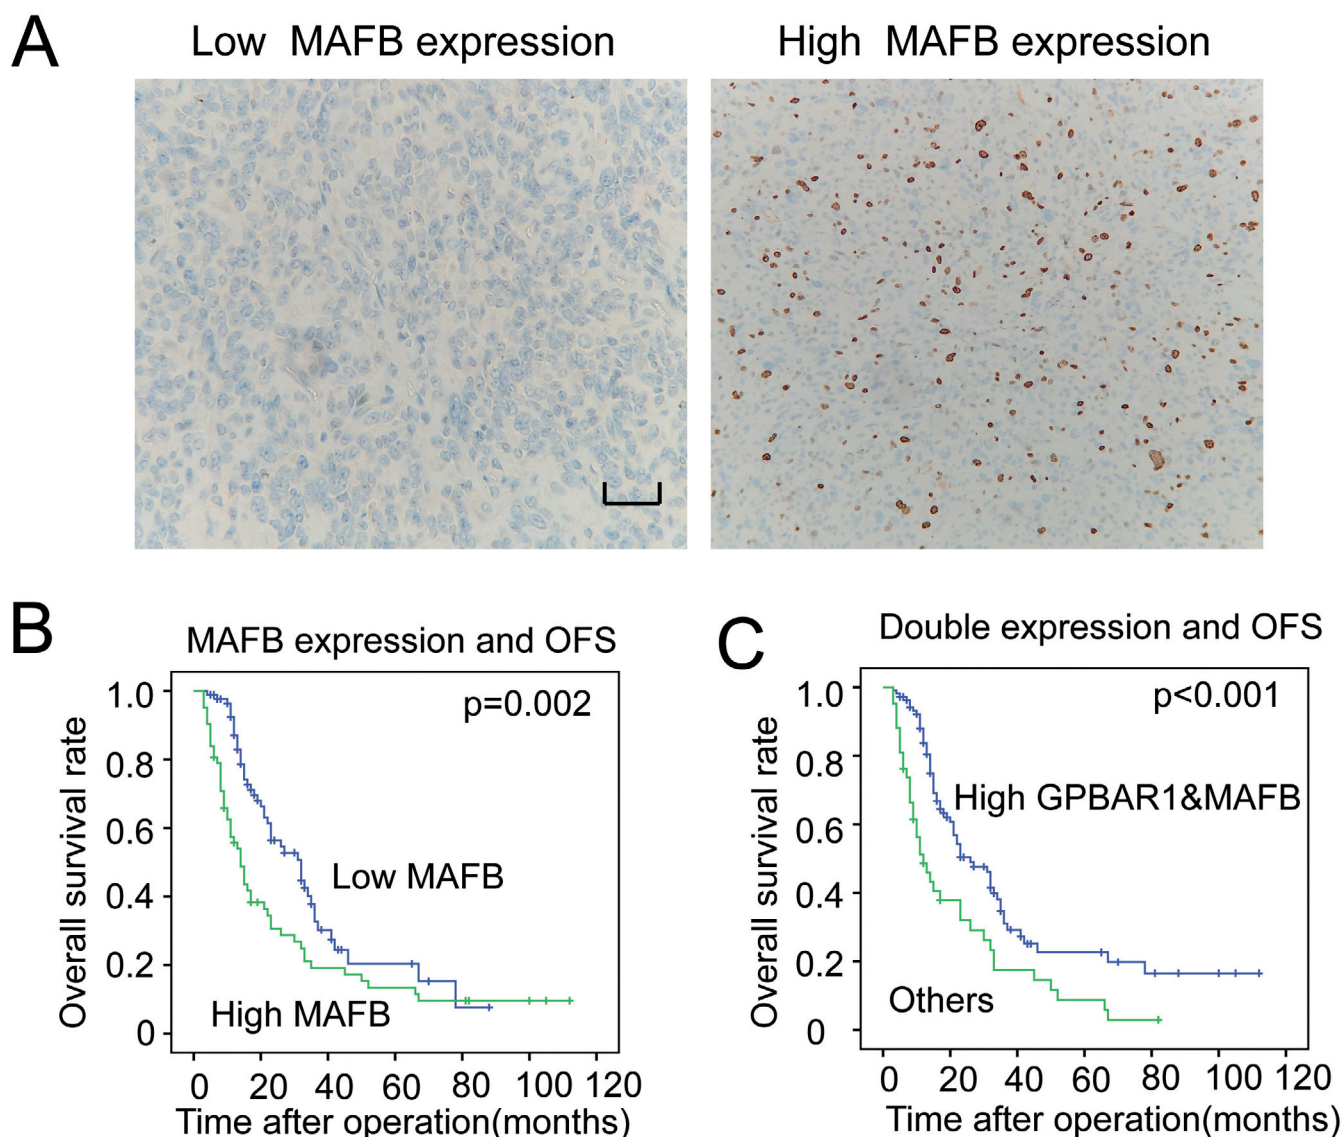 A
Low MAFB expression
High MAFB expression
B
MAFB expression and OFS
p=0.002
Overall survival rate
1.0
0.8
0.6
0.4
0.2
0
Low MAFB
High MAFB
0 20 40 60 80 100 120
Time after operation(months)
C
Double expression and OFS
p<0.001
Overall survival rate
1.0
0.8
0.6
0.4
0.2
0
High GPBAR1&MAFB
Others
0 20 40 60 80 100 120
Time after operation(months)